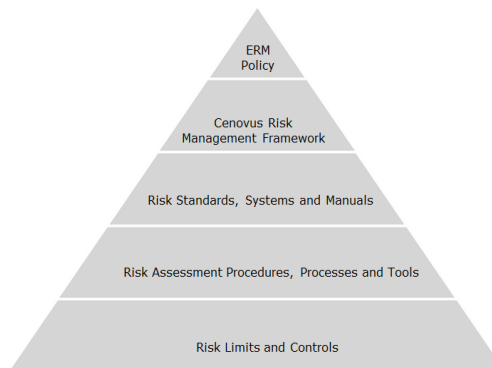 ERM
Policy
Cenovus Risk
Management Framework
Risk Standards, Systems and Manuals
Risk Assessment Procedures, Processes and Tools
Risk Limits and Controls